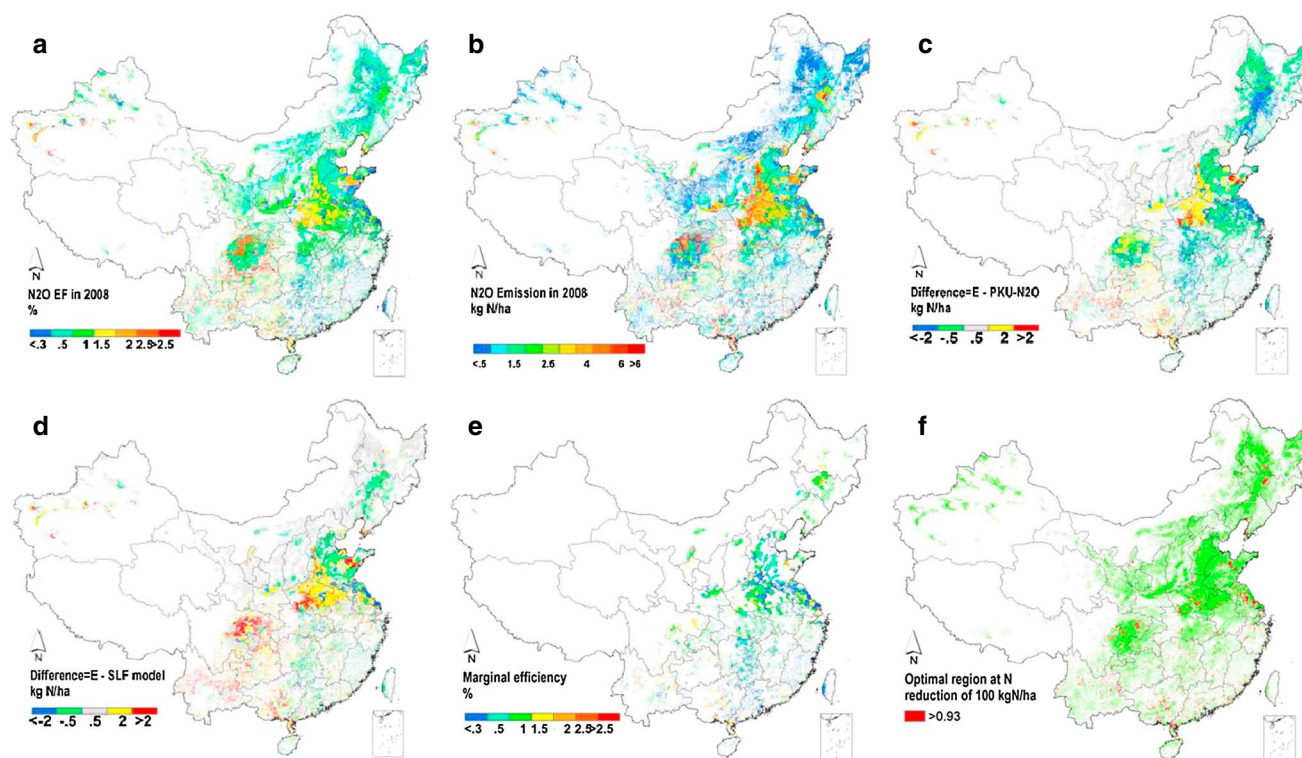 a
N
N2O EF in 2008
%
<.3 .5 1 1.5 2 2.5>2.5
b
N
N2O Emission in 2008
kg N/ha
<.5 1.5 2.5 4 6 >6
c
N
Difference=E - PKU-N2O
kg N/ha
<-2 -.5 .5 2 >2
d
N
Difference=E - SLF model
kg N/ha
<-2 -.5 .5 2 >2
e
N
Marginal efficiency
%
<.3 .5 1 1.5 2 2.5>2.5
f
N
Optimal region at N
reduction of 100 kgN/ha
>0.93